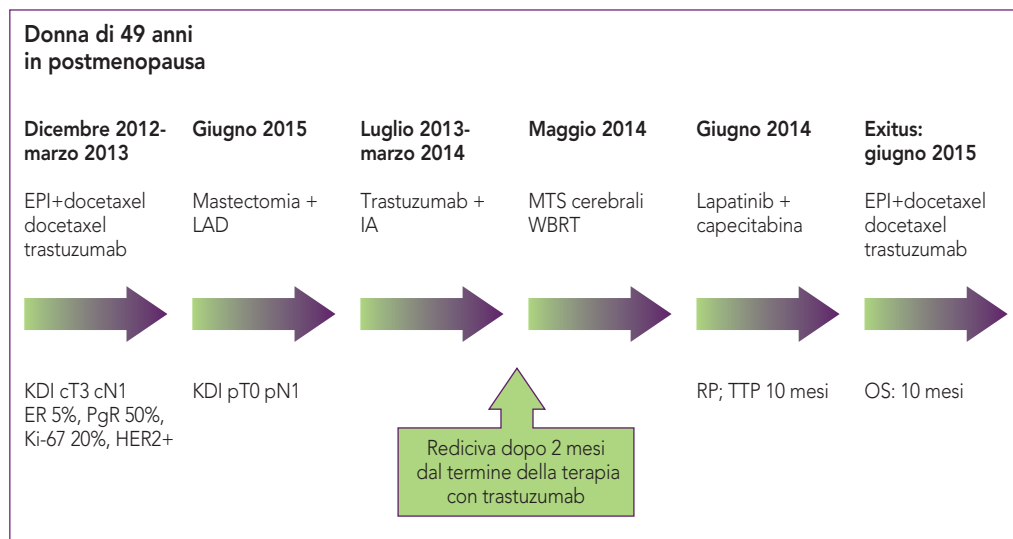 Donna di 49 anni
in postmenopausa
Dicembre 2012-
marzo 2013
EPI+docetaxel
docetaxel
trastuzumab
KDI cT3 cN1
ER 5%, PgR 50%,
Ki-67 20%, HER2+
Giugno 2015
Mastectomia +
LAD
KDI pT0 pN1
Luglio 2013-
marzo 2014
Trastuzumab +
IA
Maggio 2014
MTS cerebrali
WBRT
Rediciva dopo 2 mesi
dal termine della terapia
con trastuzumab
Giugno 2014
Lapatinib +
capecitabina
RP; TTP 10 mesi
Exitus:
giugno 2015
EPI+docetaxel
docetaxel
trastuzumab
OS: 10 mesi